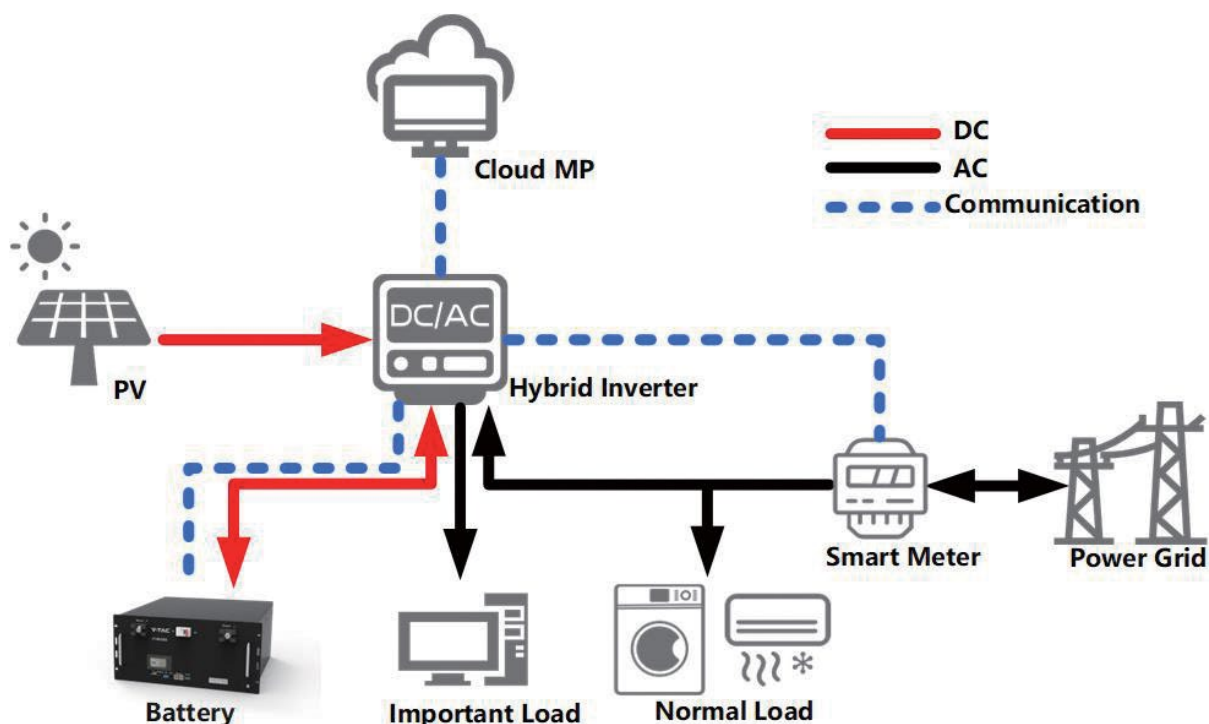 Cloud MP
DC
AC
Communication
DC/AC
PV
Hybrid Inverter
Smart Meter
Power Grid
V-TAC
Battery
Important Load
Normal Load